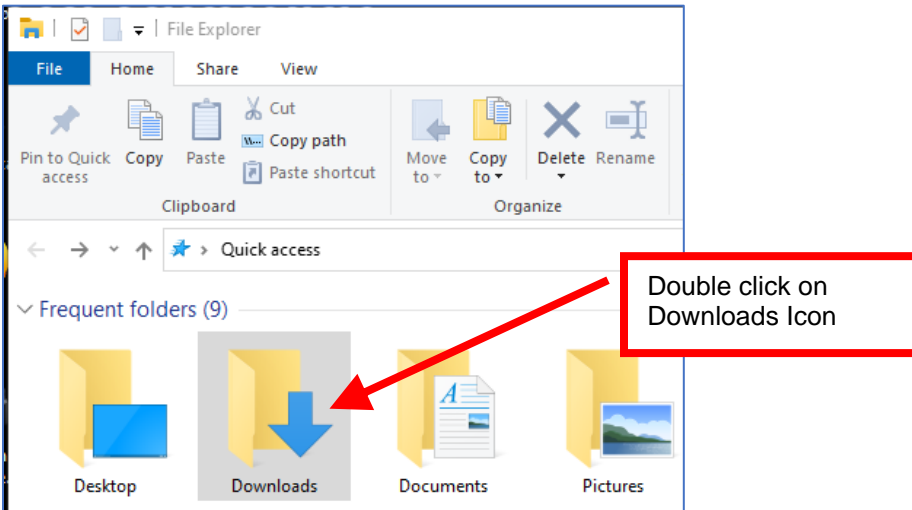 File Explorer
File Home Share View
Pin to Quick access
Copy
Paste
Cut
Copy path
Paste shortcut
Move to
Copy to
Delete
Rename
Clipboard
Organize
Quick access
Double click on
Downloads Icon
Frequent folders (9)
Desktop
Downloads
Documents
Pictures